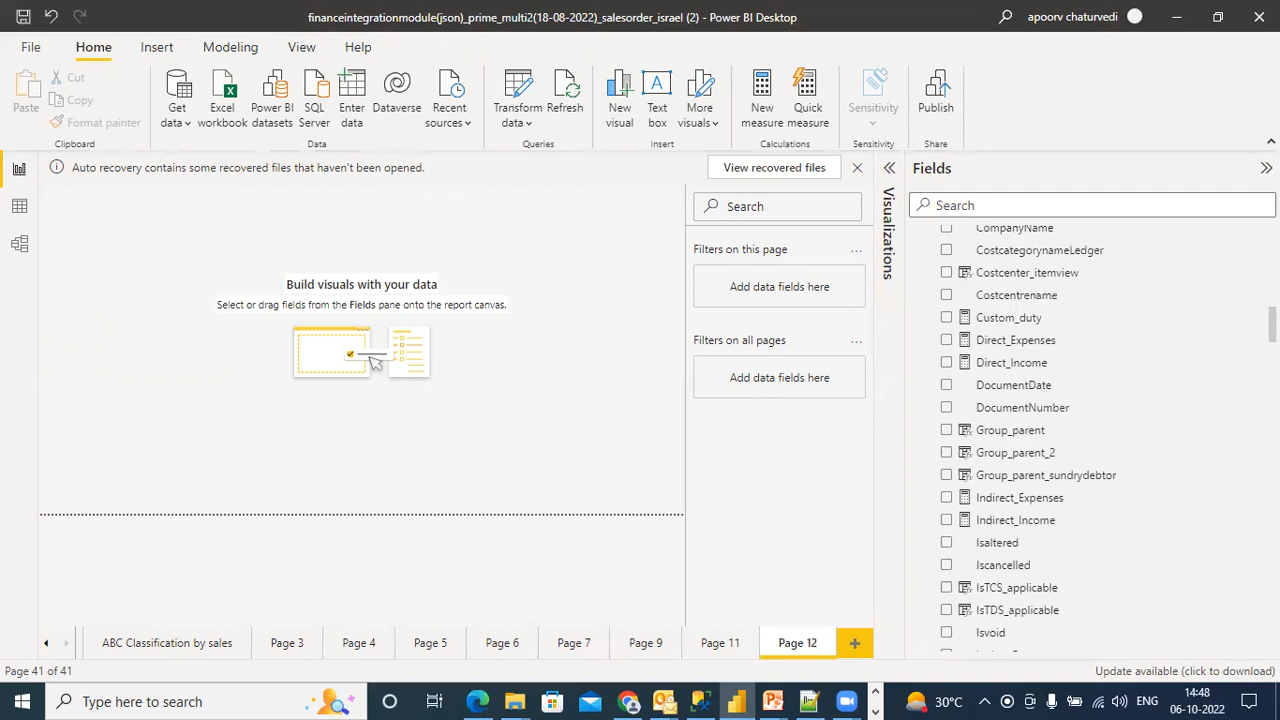 financeintegrationmodule(json)_prime_multi2(18-08-2022)_salesorder_israel (2) - Power BI Desktop
apoorv chaturvedi
File
Home
Insert
Modeling
View
Help
Paste
Cut
Copy
Format painter
Clipboard
Get data
Excel workbook
Power BI datasets
SQL Server
Enter data
Dataverse
Recent sources
Data
Transform data
Refresh
Queries
New visual
Text box
More visuals
Insert
New measure
Quick measure
Calculations
Sensitivity
Sensitivity
Publish
Share
Auto recovery contains some recovered files that haven't been opened.
View recovered files
Build visuals with your data
Select or drag fields from the Fields pane onto the report canvas.
Search
Filters on this page
Add data fields here
Filters on all pages
Add data fields here
Visualizations
Fields
Search
CompanyName
CostcategorynameLedger
Costcenter_itemview
Costcentrename
Custom_duty
Direct_Expenses
Direct_Income
DocumentDate
DocumentNumber
Group_parent
Group_parent_2
Group_parent_sundrydebtor
Indirect_Expenses
Indirect_Income
Isaltered
Iscancelled
IsTCS_applicable
IsTDS_applicable
Isvoid
ABC Classification by sales
Page 3
Page 4
Page 5
Page 6
Page 7
Page 9
Page 11
Page 12
Page 41 of 41
Update available (click to download)
Type here to search
30°C
ENG
14:48
06-10-2022